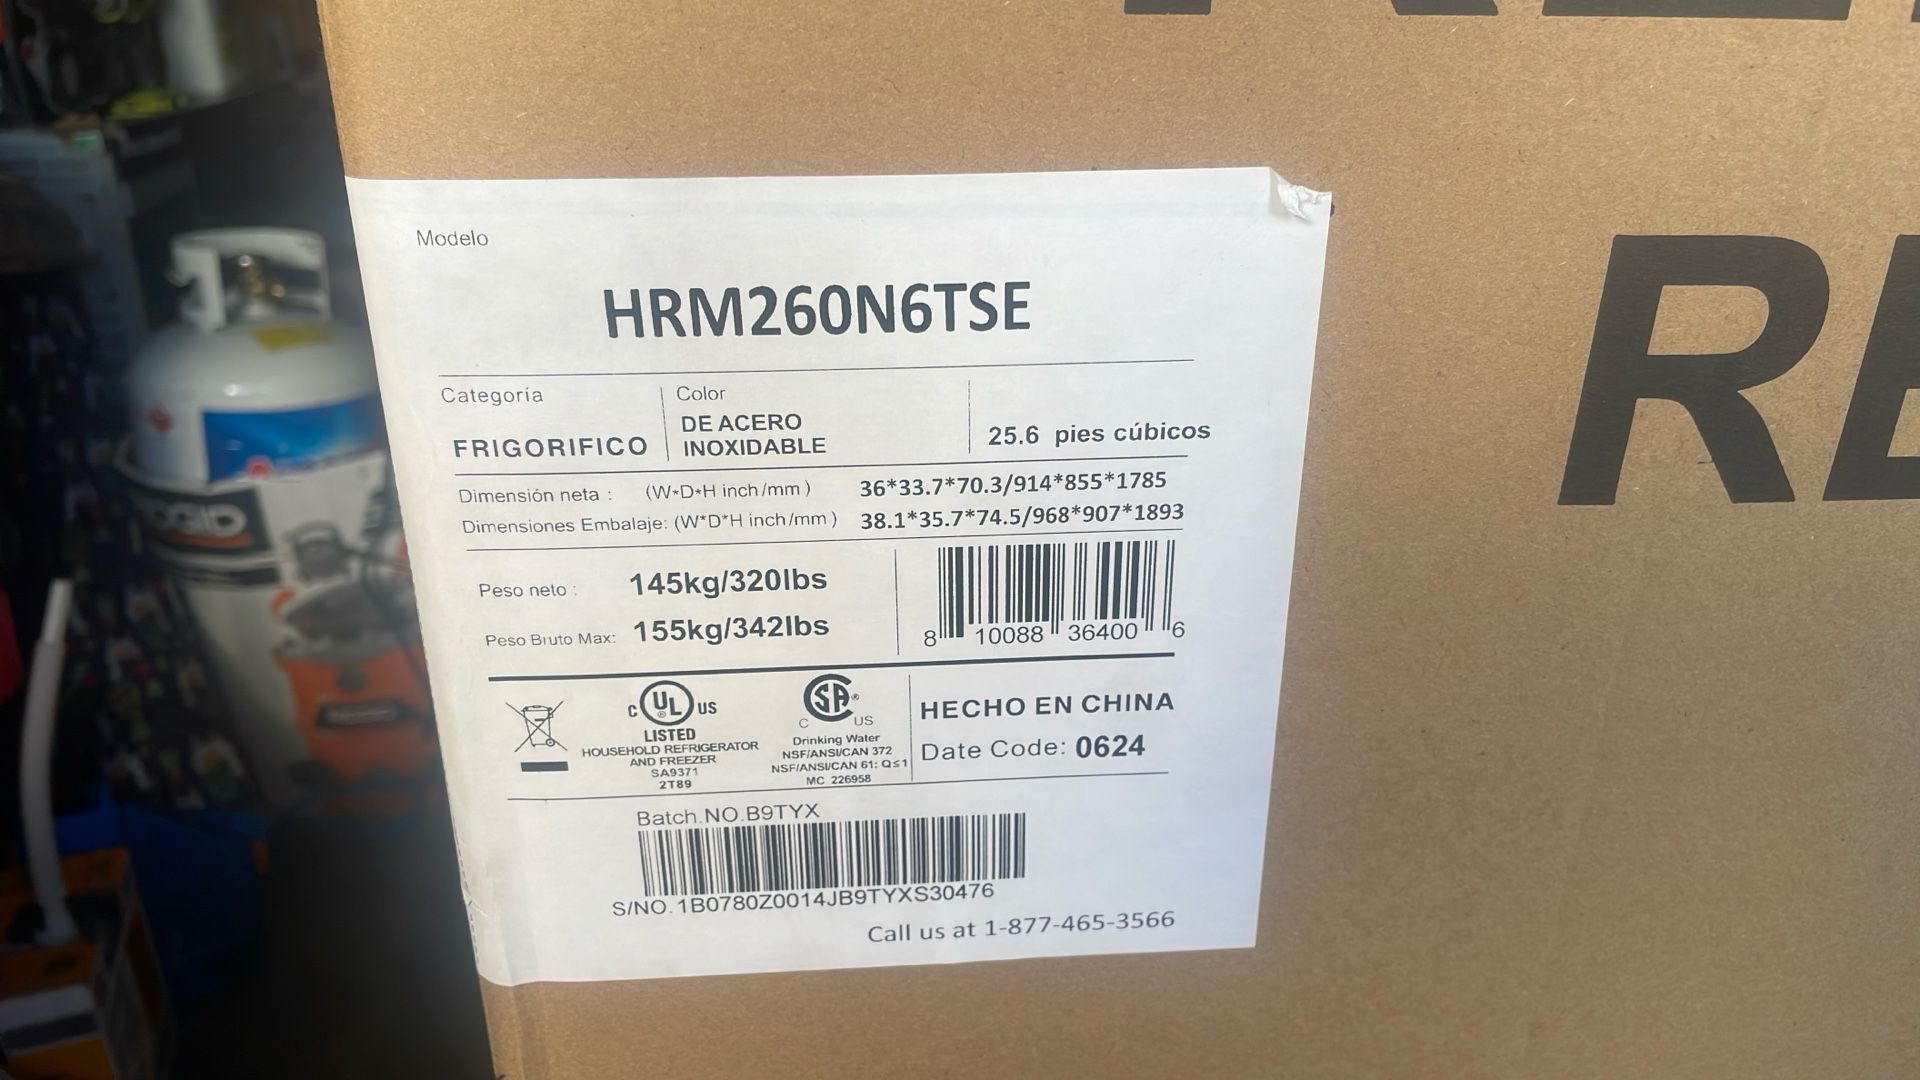 Modelo
HRM260N6TSE
Categoría
Color
FRIGORIFICO
DE ACERO
INOXIDABLE
25.6 pies cúbicos
Dimensión neta : (W*D*H inch/mm) 36*33.7*70.3/914*855*1785
Dimensiones Embalaje: (W*D*H inch/mm) 38.1*35.7*74.5/968*907*1893
Peso neto : 145kg/320lbs
Peso Bruto Max: 155kg/342lbs
8 10088 36400 6
C UL ® US
LISTED
HOUSEHOLD REFRIGERATOR
AND FREEZER
SA9371
2T89
SA ®
C US
Drinking Water
NSF/ANSI/CAN 372
NSF/ANSI/CAN 61: Q≤1
MC 226958
HECHO EN CHINA
Date Code: 0624
Batch.NO.B9TYX
S/NO.1B0780Z0014JB9TYXS30476
Call us at 1-877-465-3566
RIDGID